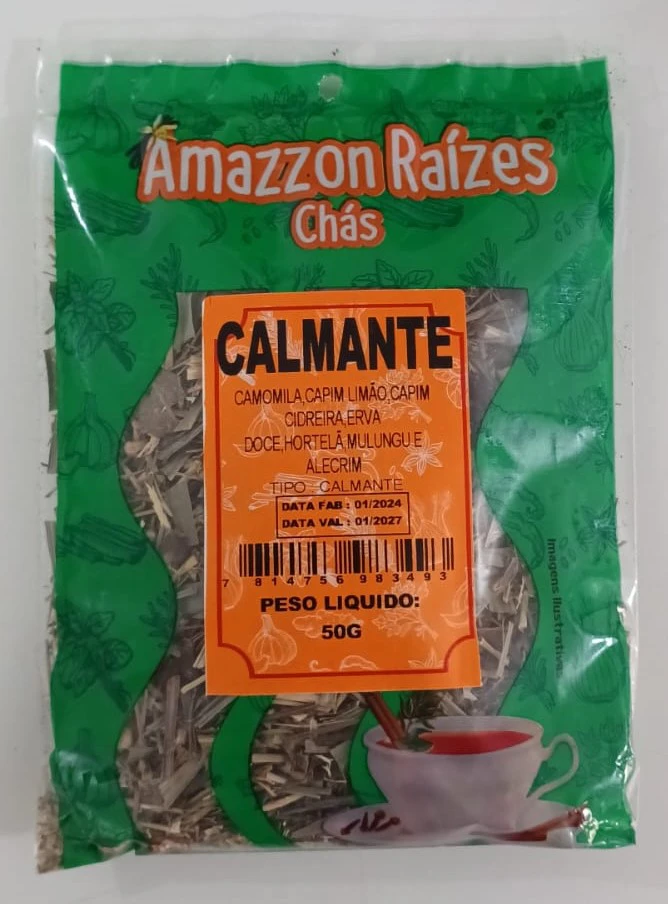 Amazzon Raízes
Chás
CALMANTE
CAMOMILA,CAPIM LIMÃO,CAPIM
CIDREIRA,ERVA
DOCE,HORTELÃ,MULUNGU E
ALECRIM
TIPO CALMANTE
DATA FAB : 01/2024
DATA VAL : 01/2027
7 814756 983493
PESO LIQUIDO:
50G
Imagens Ilustrativas